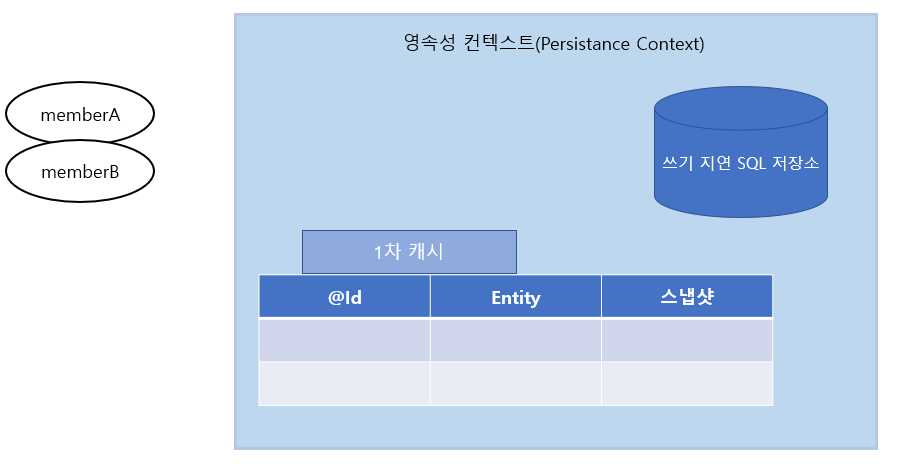 영속성 컨텍스트(Persistance Context)
memberA
memberB
쓰기 지연 SQL 저장소
1차 캐시
@Id Entity 스냅샷